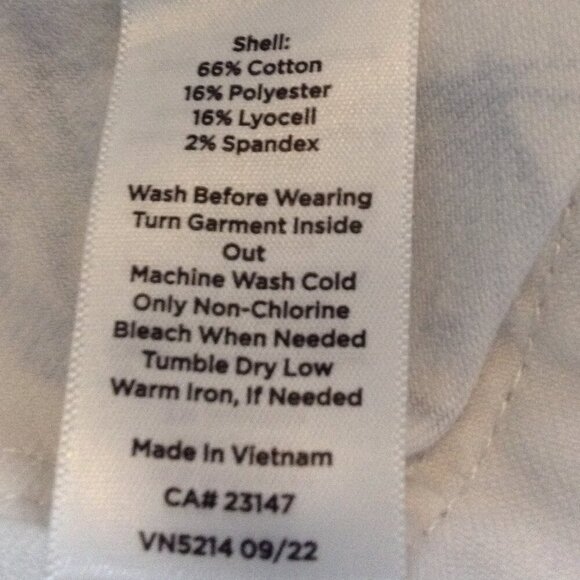 Shell:
66% Cotton
16% Polyester
16% Lyocell
2% Spandex
Wash Before Wearing
Turn Garment Inside
Out
Machine Wash Cold
Only Non-Chlorine
Bleach When Needed
Tumble Dry Low
Warm Iron, If Needed
Made In Vietnam
CA# 23147
VN5214 09/22